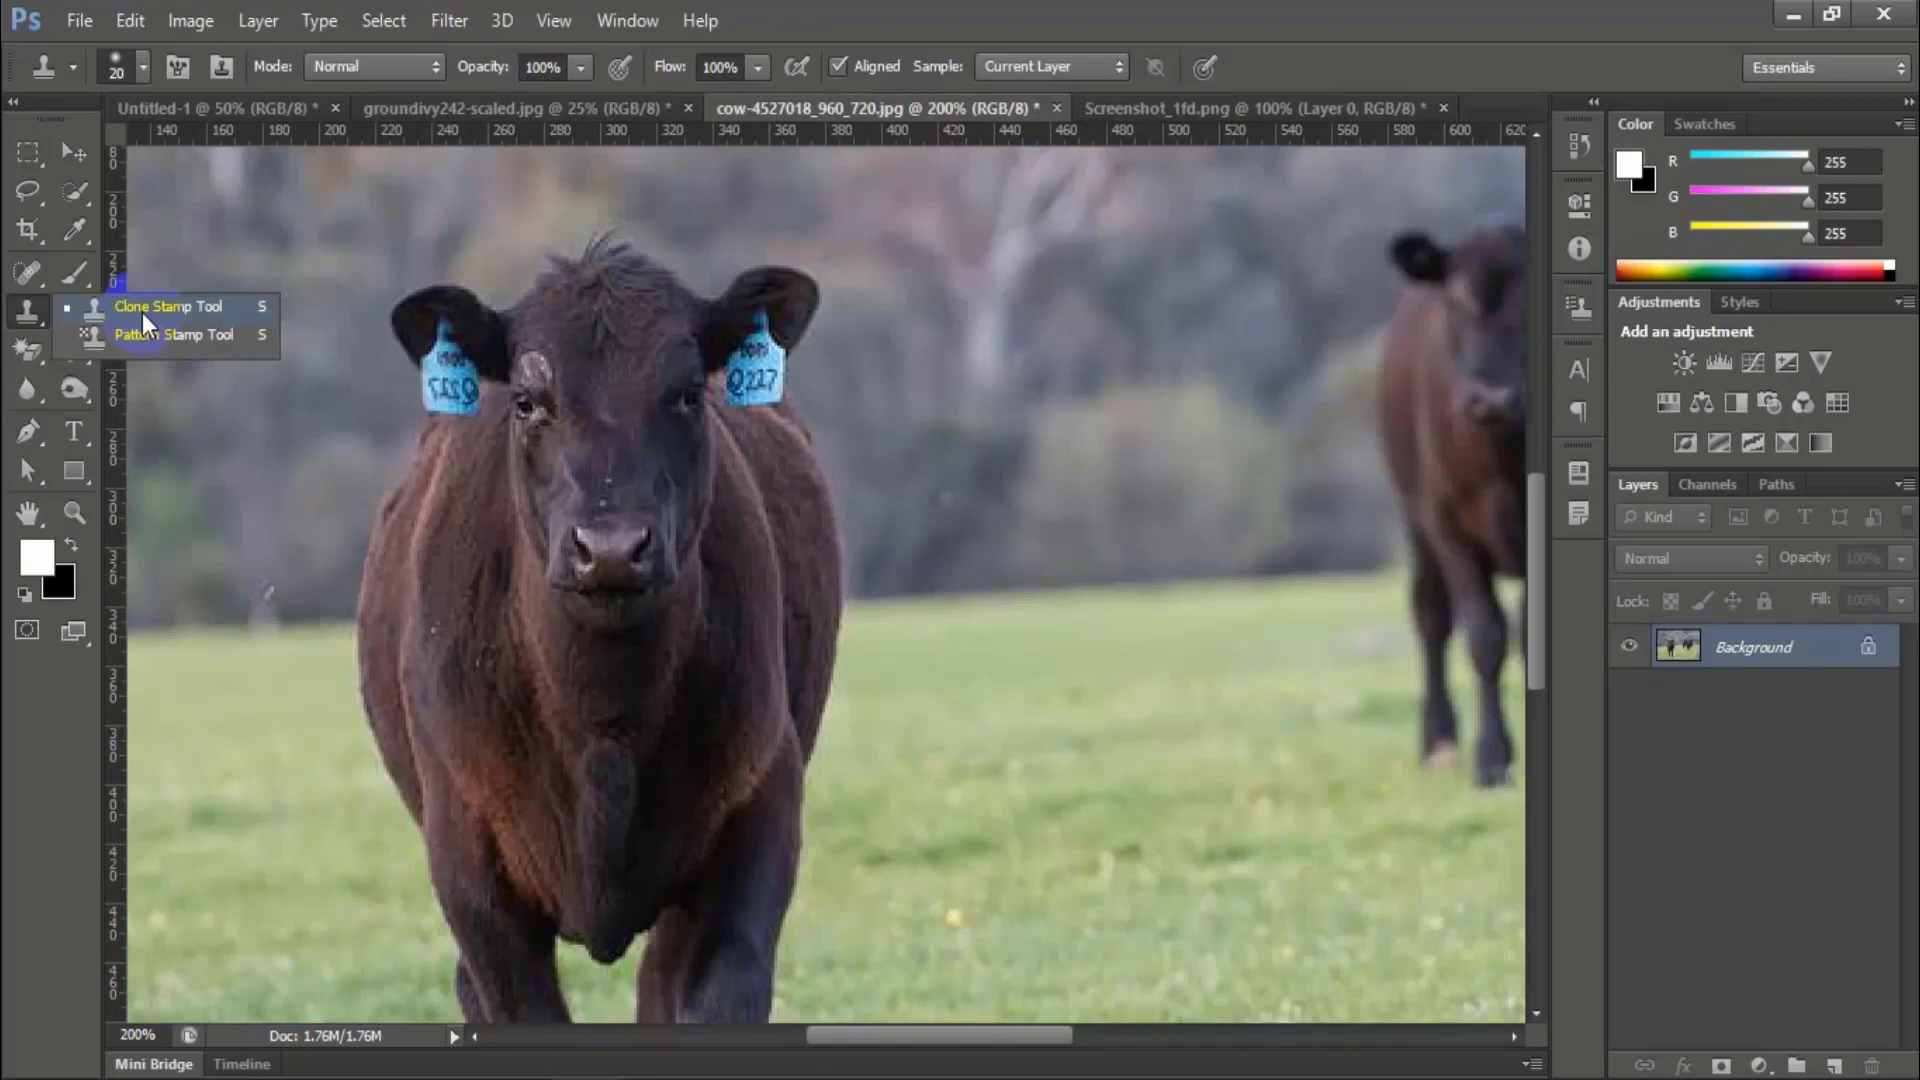 Ps File Edit Image Layer Type Select Filter 3D View Window Help
20 Mode: Normal Opacity: 100% Flow: 100% Aligned Sample: Current Layer Essentials
Untitled-1 @ 50% (RGB/8) * × groundivy242-scaled.jpg @ 25% (RGB/8) * × cow-4527018_960_720.jpg @ 200% (RGB/8) * × Screenshot_1fd.png @ 100% (Layer 0, RGB/8) * ×
140 160 180 200 220 240 260 280 300 320 340 360 380 400 420 440 460 480 500 520 540 560 580 600 620
Color Swatches
R 255
G 255
B 255
Clone Stamp Tool S
Pattern Stamp Tool S
Adjustments Styles
Add an adjustment
Layers Channels Paths
Kind
Normal Opacity: 100%
Lock: Fill: 100%
Background
200% Doc: 1.76M/1.76M
Mini Bridge Timeline